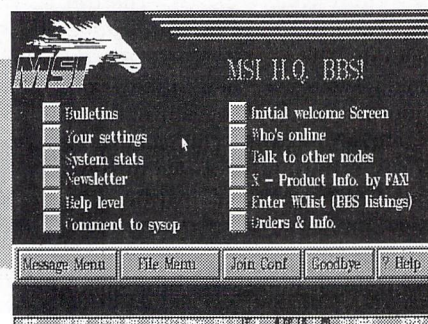 MSI
MSI H.Q. BBS!
Bulletins
Your settings
System stats
Newsletter
Help level
Comment to sysop
Initial welcome Screen
Who's online
Talk to other nodes
X - Product Info. by FAX!
Enter WClist (BBS listings)
Orders & Info.
Message Menu
File Menu
Join Conf
Goodbye
? Help